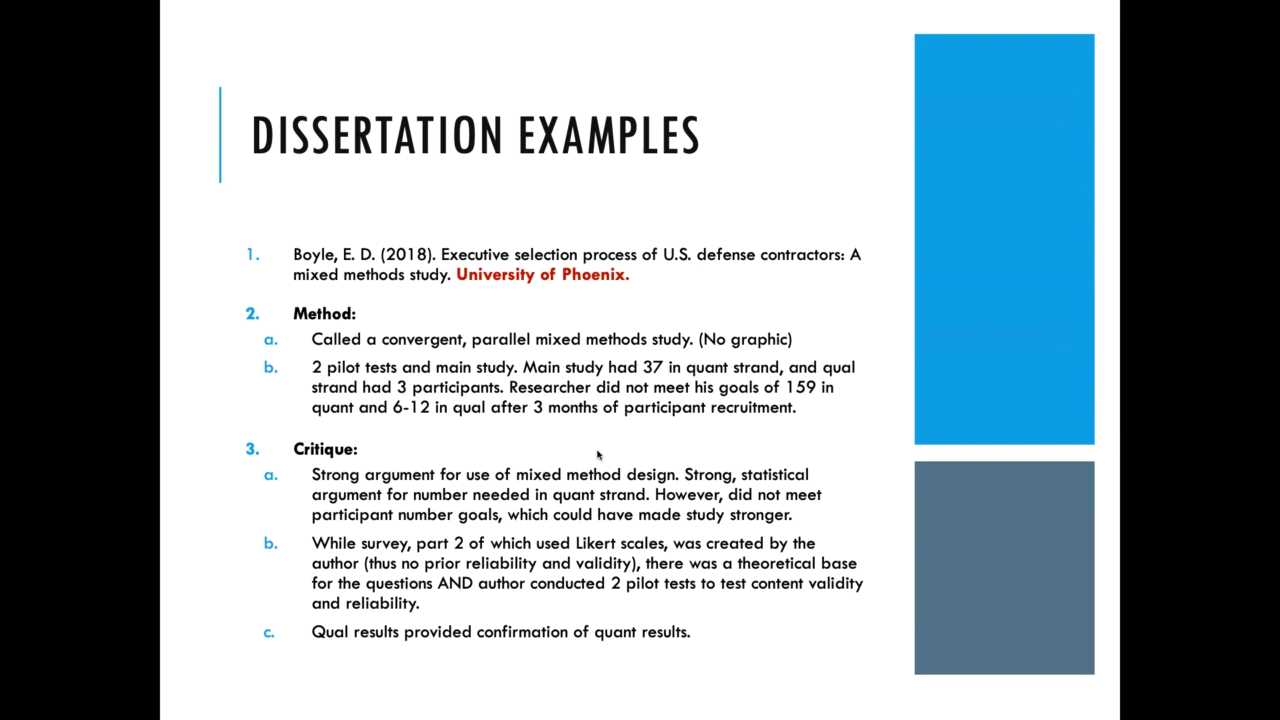 DISSERTATION EXAMPLES
1. Boyle, E. D. (2018). Executive selection process of U.S. defense contractors: A
mixed methods study. University of Phoenix.
2. Method:
a. Called a convergent, parallel mixed methods study. (No graphic)
b. 2 pilot tests and main study. Main study had 37 in quant strand, and qual
strand had 3 participants. Researcher did not meet his goals of 159 in
quant and 6-12 in qual after 3 months of participant recruitment.
3. Critique:
a. Strong argument for use of mixed method design. Strong, statistical
argument for number needed in quant strand. However, did not meet
participant number goals, which could have made study stronger.
b. While survey, part 2 of which used Likert scales, was created by the
author (thus no prior reliability and validity), there was a theoretical base
for the questions AND author conducted 2 pilot tests to test content validity
and reliability.
c. Qual results provided confirmation of quant results.